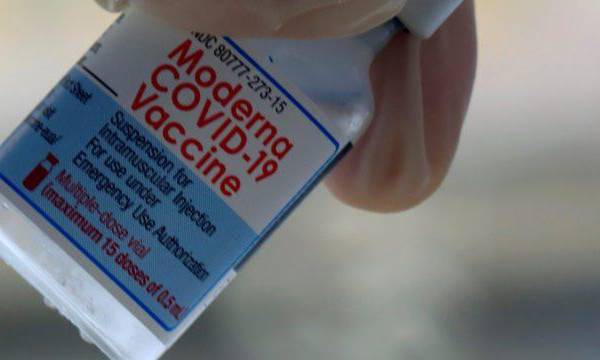 NDC 80777-273-15
Moderna
COVID-19
Vaccine
Suspension for
Intramuscular Injection
For use under
Emergency Use Authorization
Multiple-dose vial
(maximum 15 doses of 0.5 mL
Sheet